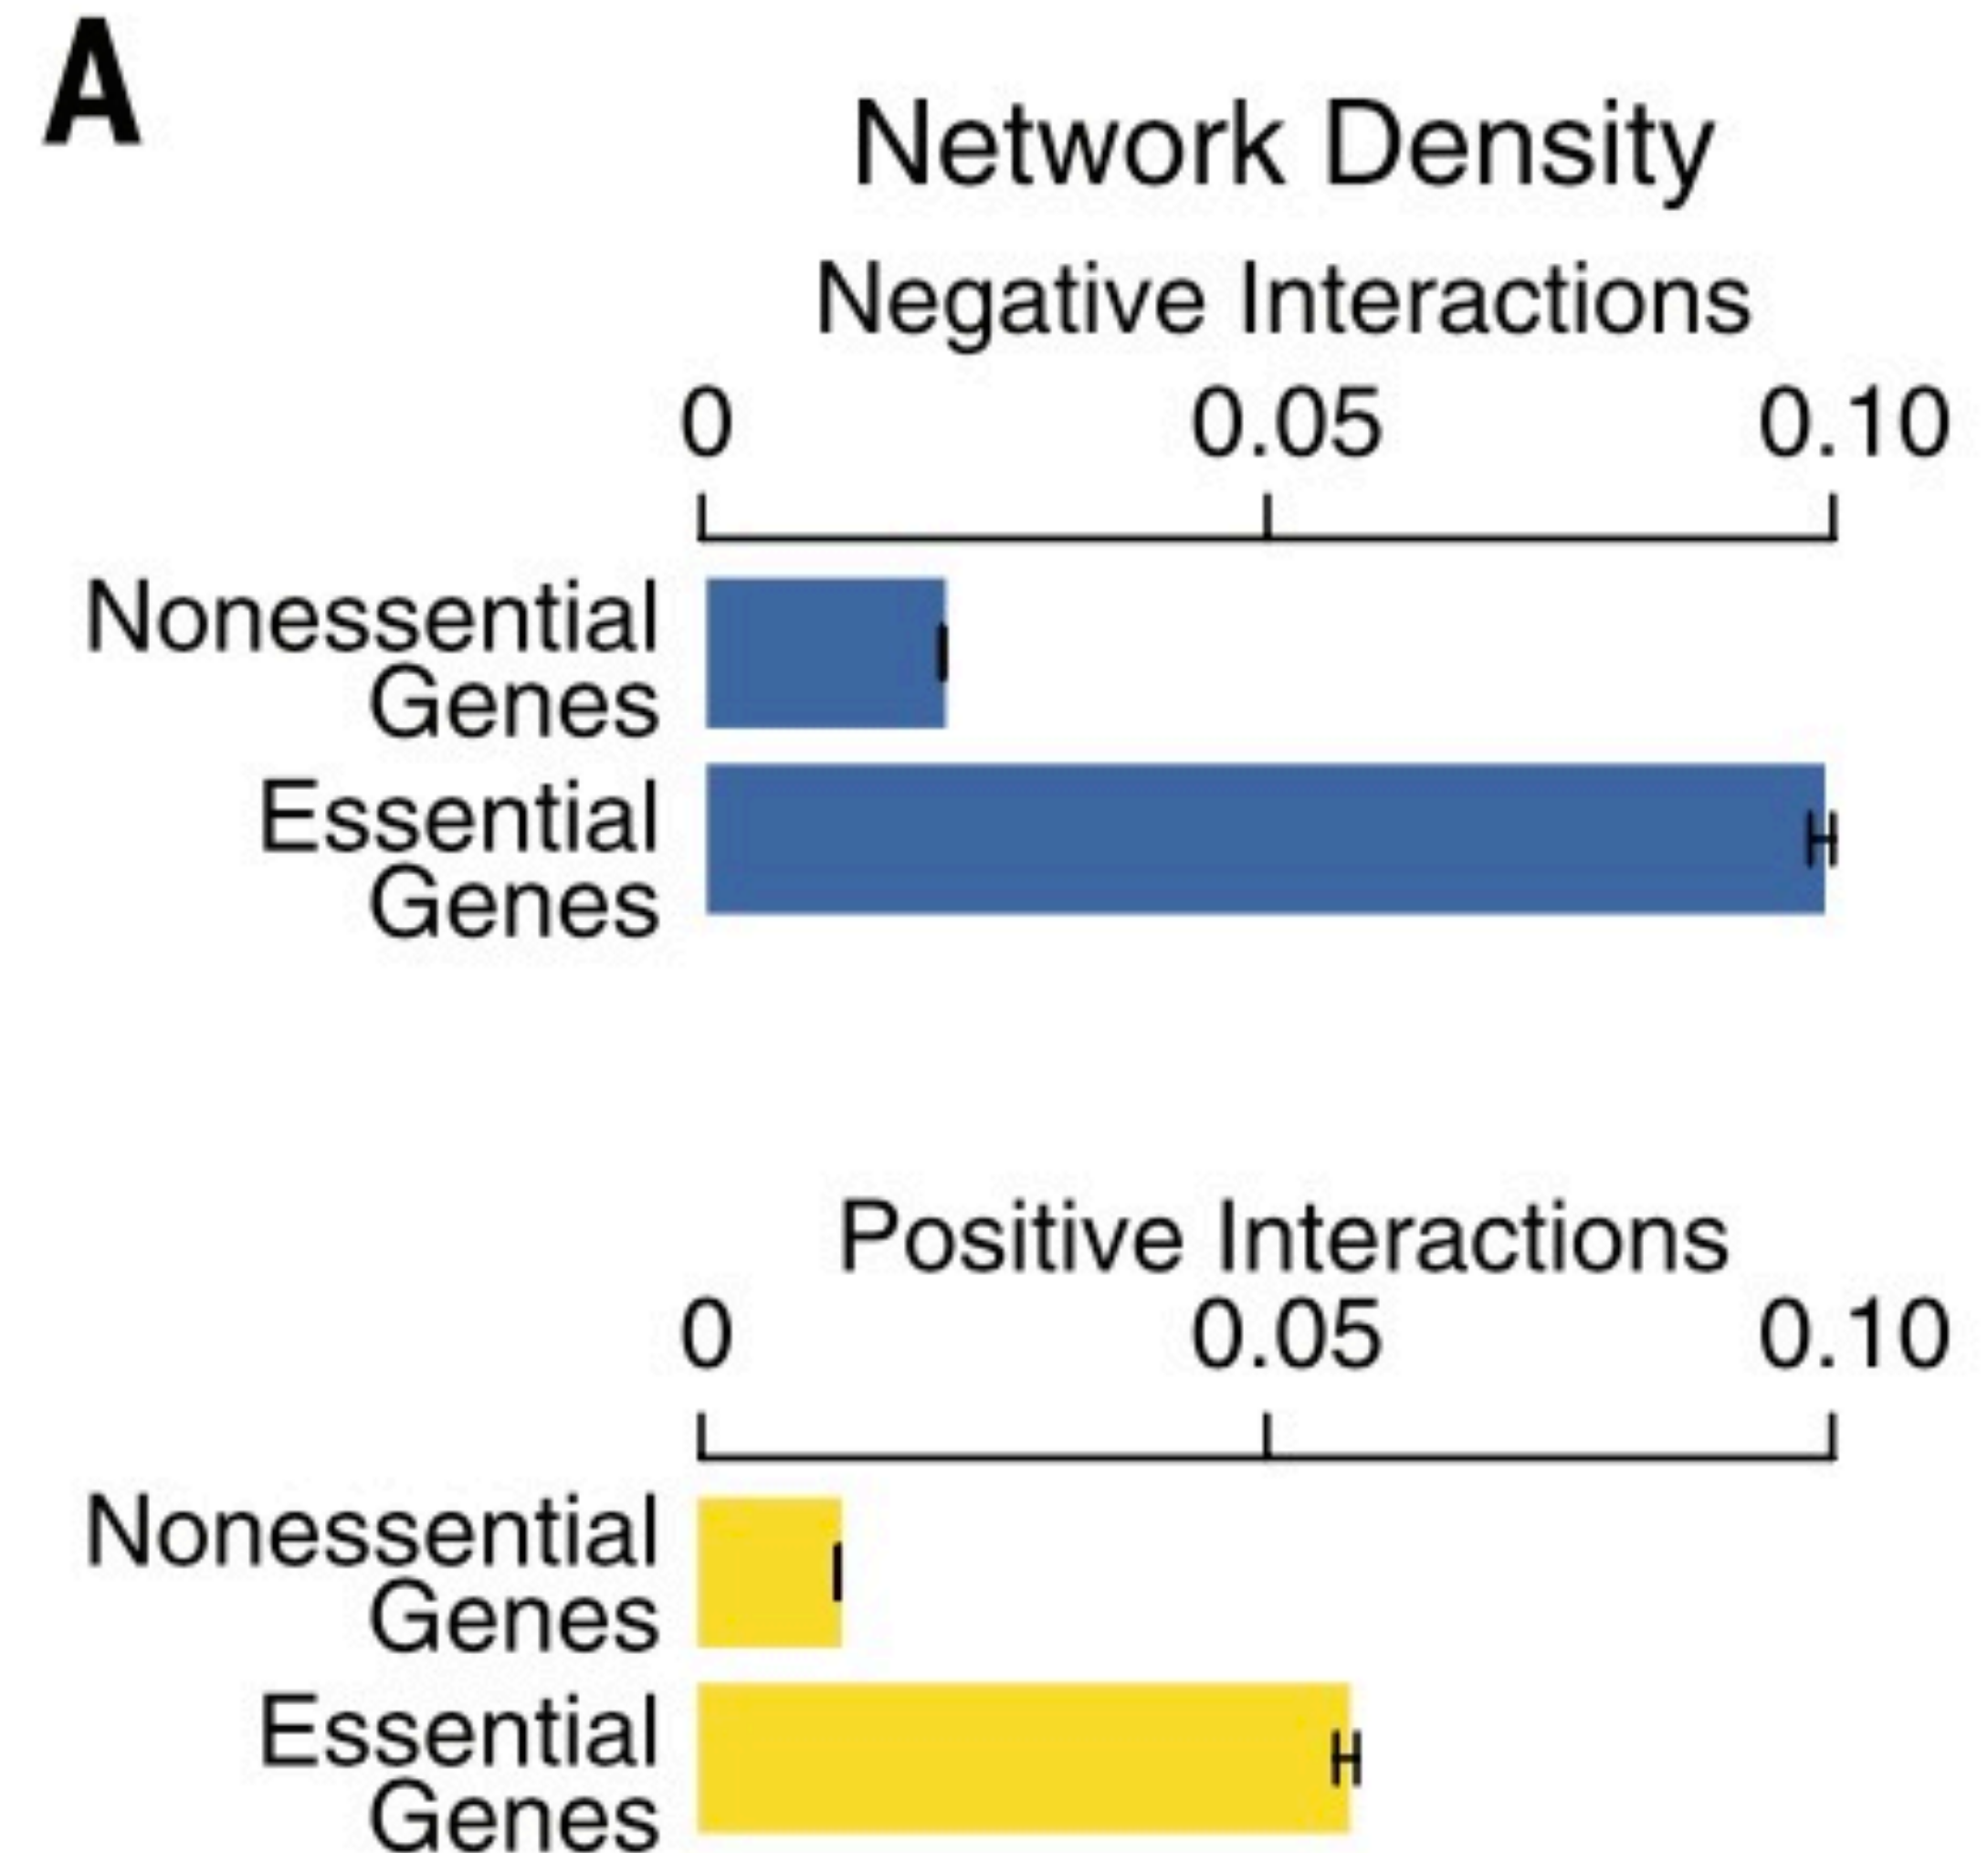 A
Network Density
Negative Interactions
0 0.05 0.10
Nonessential
Genes
Essential
Genes
Positive Interactions
0 0.05 0.10
Nonessential
Genes
Essential
Genes